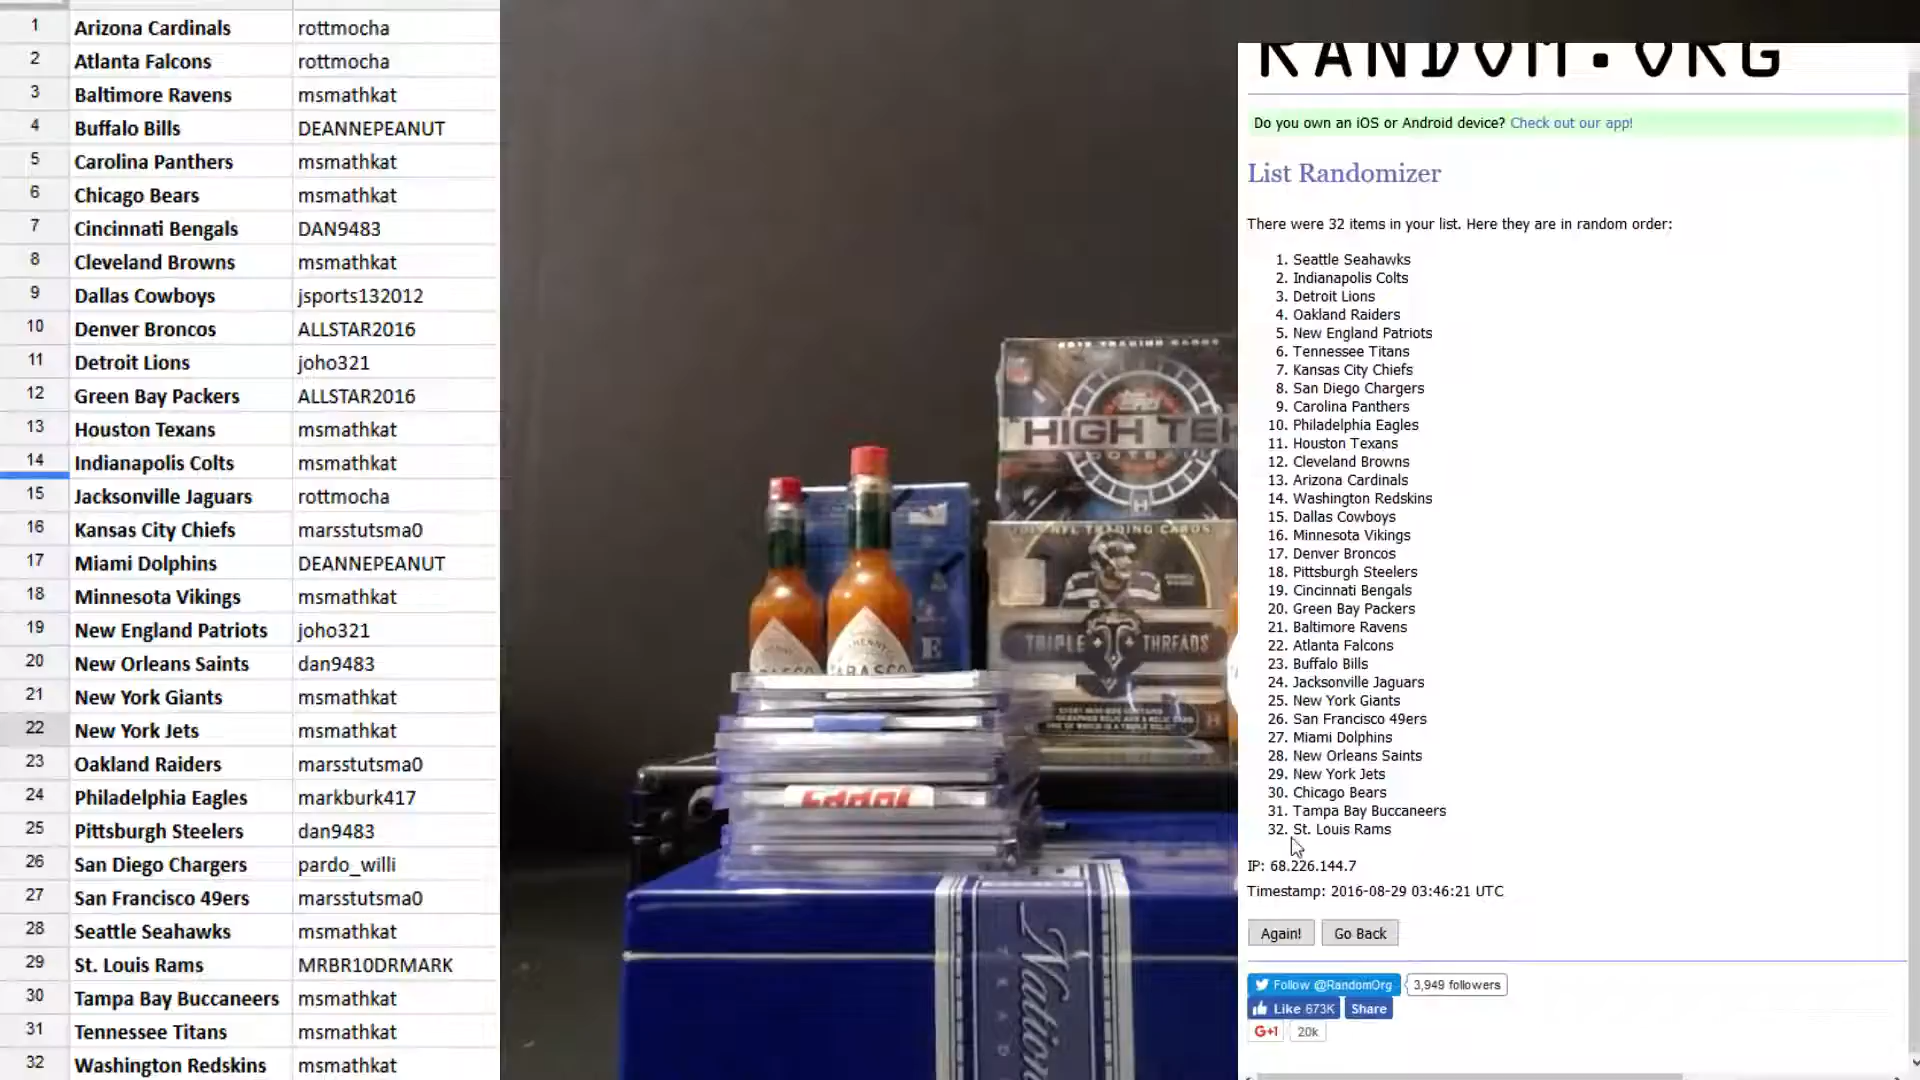 1 Arizona Cardinals rottmocha
2 Atlanta Falcons rottmocha
3 Baltimore Ravens msmathkat
4 Buffalo Bills DEANNEPEANUT
5 Carolina Panthers msmathkat
6 Chicago Bears msmathkat
7 Cincinnati Bengals DAN9483
8 Cleveland Browns msmathkat
9 Dallas Cowboys jsports132012
10 Denver Broncos ALLSTAR2016
11 Detroit Lions joho321
12 Green Bay Packers ALLSTAR2016
13 Houston Texans msmathkat
14 Indianapolis Colts msmathkat
15 Jacksonville Jaguars rottmocha
16 Kansas City Chiefs marsstutsma0
17 Miami Dolphins DEANNEPEANUT
18 Minnesota Vikings msmathkat
19 New England Patriots joho321
20 New Orleans Saints dan9483
21 New York Giants msmathkat
22 New York Jets msmathkat
23 Oakland Raiders marsstutsma0
24 Philadelphia Eagles markburk417
25 Pittsburgh Steelers dan9483
26 San Diego Chargers pardo_willi
27 San Francisco 49ers marsstutsma0
28 Seattle Seahawks msmathkat
29 St. Louis Rams MRBR10DRMARK
30 Tampa Bay Buccaneers msmathkat
31 Tennessee Titans msmathkat
32 Washington Redskins msmathkat
TRADING CARDS
topps
HIGH TEK
FOOTBALL
NFL TRADING CARDS
TRIPLE THREADS
TABASCO
Nation
RANDOM.ORG
Do you own an iOS or Android device? Check out our app!
List Randomizer
There were 32 items in your list. Here they are in random order:
1. Seattle Seahawks
2. Indianapolis Colts
3. Detroit Lions
4. Oakland Raiders
5. New England Patriots
6. Tennessee Titans
7. Kansas City Chiefs
8. San Diego Chargers
9. Carolina Panthers
10. Philadelphia Eagles
11. Houston Texans
12. Cleveland Browns
13. Arizona Cardinals
14. Washington Redskins
15. Dallas Cowboys
16. Minnesota Vikings
17. Denver Broncos
18. Pittsburgh Steelers
19. Cincinnati Bengals
20. Green Bay Packers
21. Baltimore Ravens
22. Atlanta Falcons
23. Buffalo Bills
24. Jacksonville Jaguars
25. New York Giants
26. San Francisco 49ers
27. Miami Dolphins
28. New Orleans Saints
29. New York Jets
30. Chicago Bears
31. Tampa Bay Buccaneers
32. St. Louis Rams
IP: 68.226.144.7
Timestamp: 2016-08-29 03:46:21 UTC
Again! Go Back
Follow @RandomOrg 3,949 followers
Like 673K Share
G+1 20k